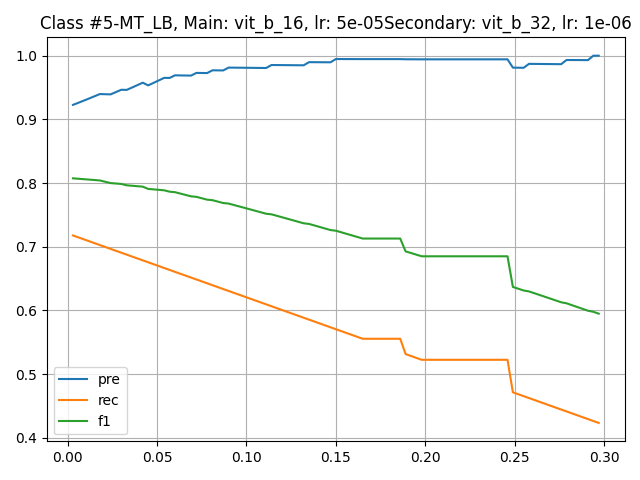 Class #5-MT_LB, Main: vit_b_16, lr: 5e-05Secondary: vit_b_32, lr: 1e-06
1.0
0.9
0.8
0.7
0.6
0.5
0.4
pre
rec
f1
0.00 0.05 0.10 0.15 0.20 0.25 0.30